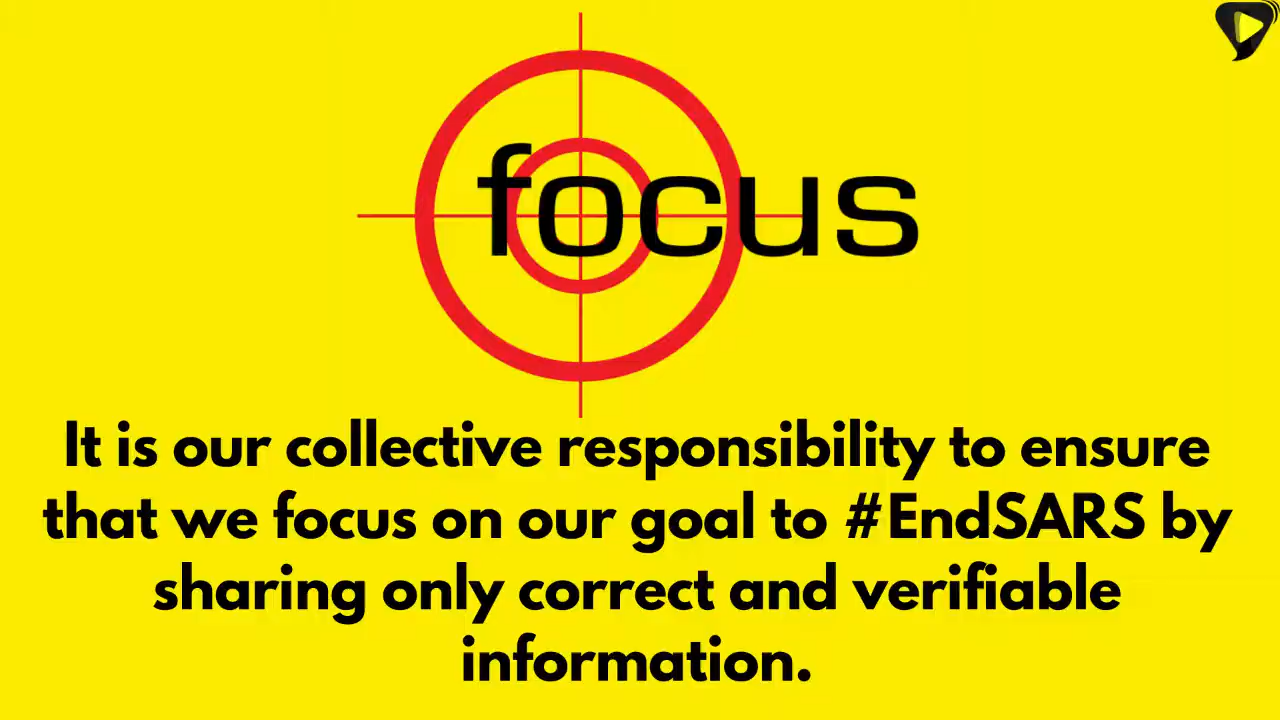 focus
It is our collective responsibility to ensure
that we focus on our goal to #EndSARS by
sharing only correct and verifiable
information.